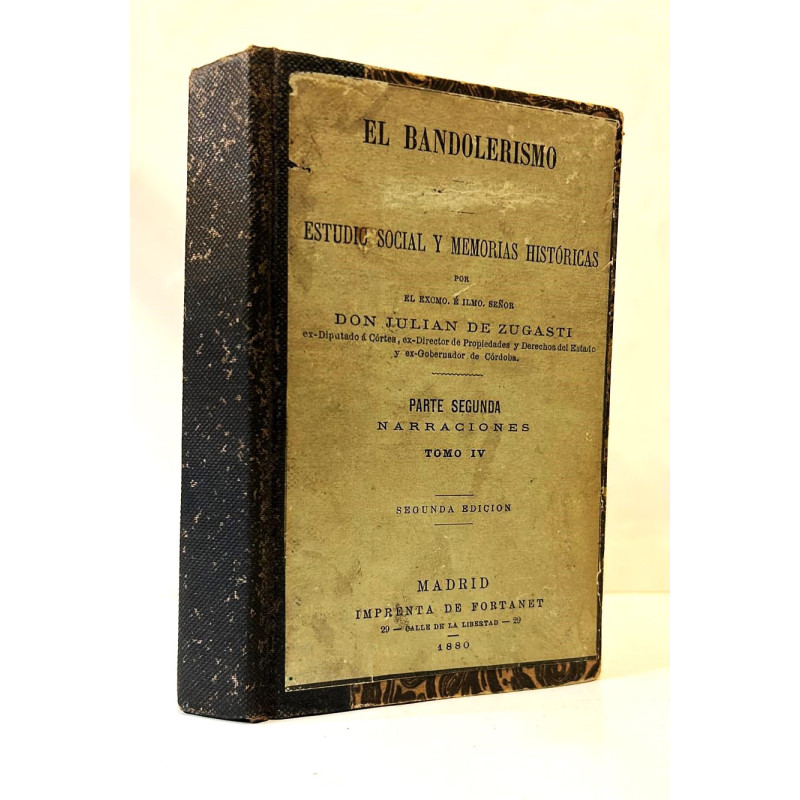 EL BANDOLERISMO
ESTUDIO SOCIAL Y MEMORIAS HISTÓRICAS
POR
EL EXCMO. É ILMO. SEÑOR
DON JULIAN DE ZUGASTI
ex-Diputado á Córtes, ex-Director de Propiedades y Derechos del Estado
y ex-Gobernador de Córdoba.
PARTE SEGUNDA
NARRACIONES
TOMO IV
SEGUNDA EDICION
MADRID
IMPRENTA DE FORTANET
29 — CALLE DE LA LIBERTAD — 29
1880